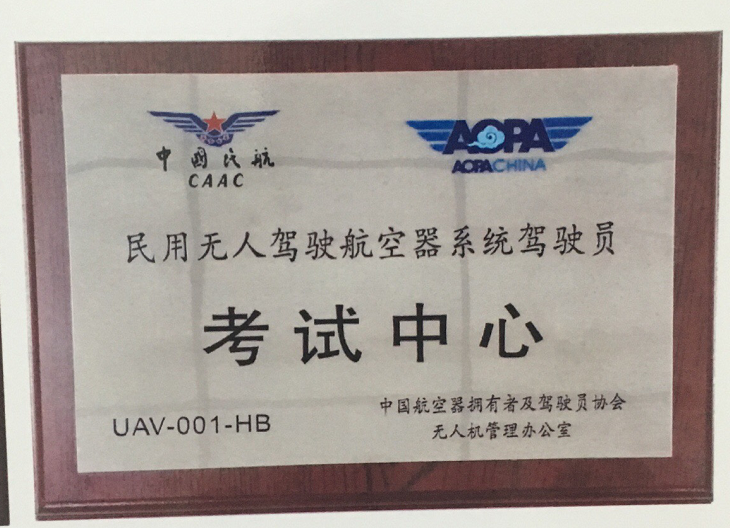 中國民航
CAAC
AOPA
AOPACHINA
民用无人驾驶航空器系统驾驶员
考试中心
UAV-001-HB
中国航空器拥有者及驾驶员协会
无人机管理办公室